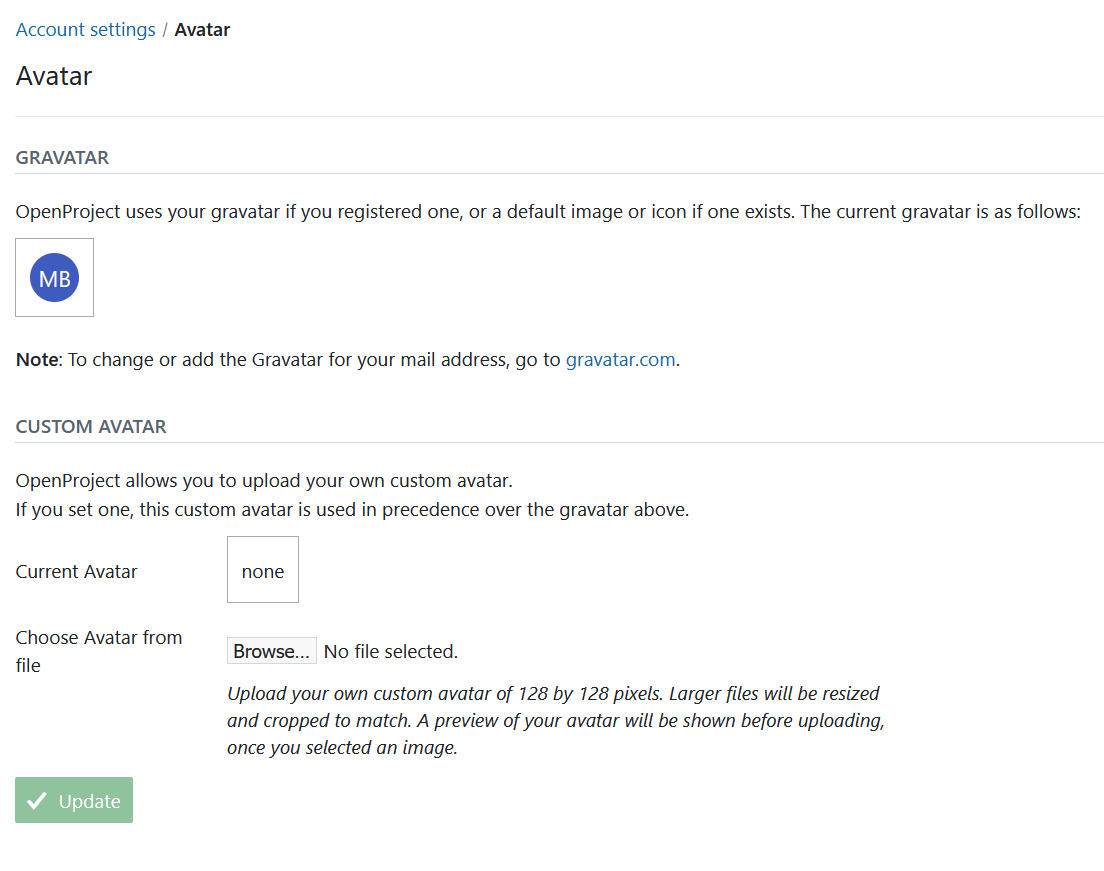 Account settings / Avatar
Avatar
GRAVATAR
OpenProject uses your gravatar if you registered one, or a default image or icon if one exists. The current gravatar is as follows:
MB
Note: To change or add the Gravatar for your mail address, go to gravatar.com.
CUSTOM AVATAR
OpenProject allows you to upload your own custom avatar.
If you set one, this custom avatar is used in precedence over the gravatar above.
Current Avatar
none
Choose Avatar from
file
Browse... No file selected.
Upload your own custom avatar of 128 by 128 pixels. Larger files will be resized
and cropped to match. A preview of your avatar will be shown before uploading,
once you selected an image.
Update